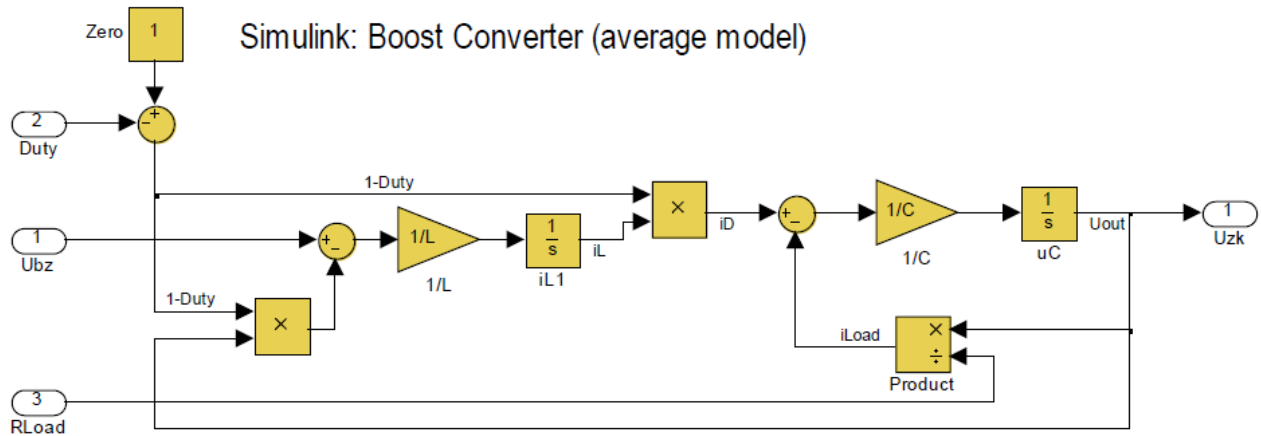 Simulink: Boost Converter (average model)
Zero
1
+
−
2
Duty
1-Duty
1
Ubz
+
−
1/L
1/L
1
s
iL
iL1
×
iD
+
−
1/C
1/C
1
s
uC
Uout
1
Uzk
1-Duty
×
iLoad
×
÷
Product
3
RLoad